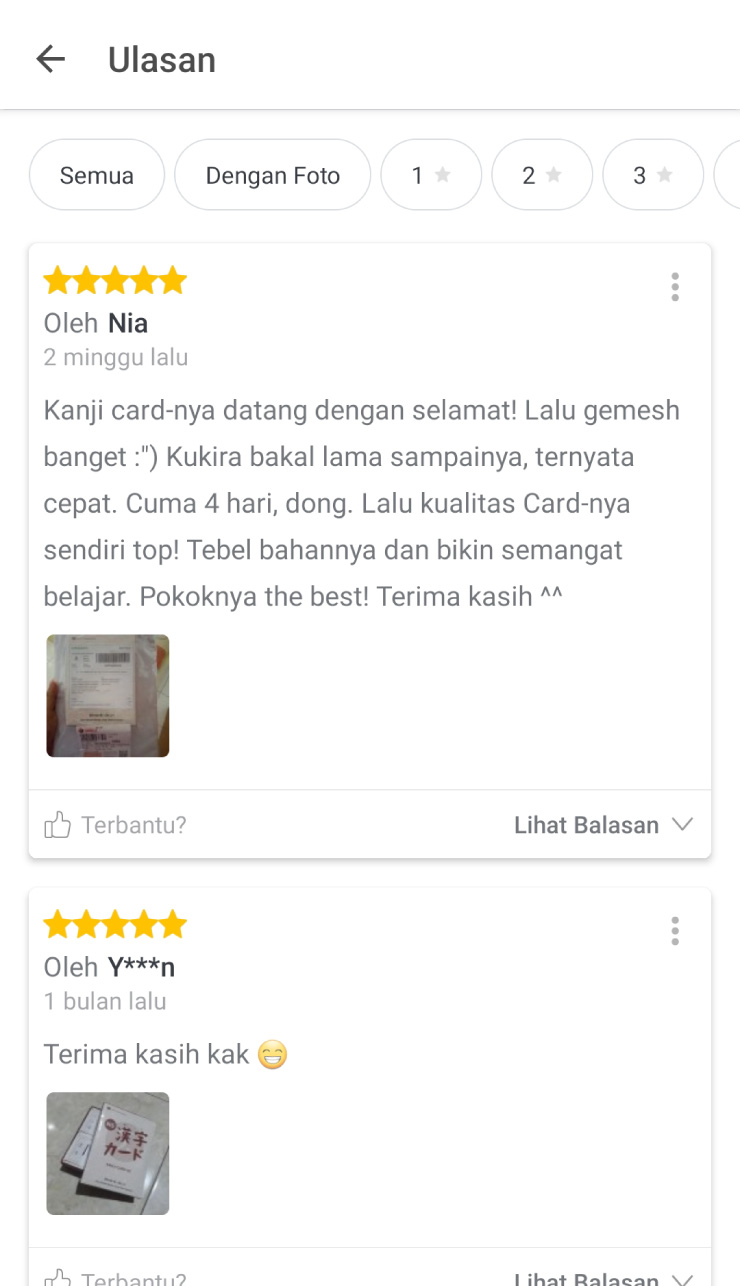 Ulasan
Semua
Dengan Foto
1
2
3
Oleh Nia
2 minggu lalu
Kanji card-nya datang dengan selamat! Lalu gemesh
banget :") Kukira bakal lama sampainya, ternyata
cepat. Cuma 4 hari, dong. Lalu kualitas Card-nya
sendiri top! Tebel bahannya dan bikin semangat
belajar. Pokoknya the best! Terima kasih ^^
Terbantu?
Lihat Balasan
Oleh Y***n
1 bulan lalu
Terima kasih kak 😁
漢字
カード
Terbantu?
Lihat Balasan